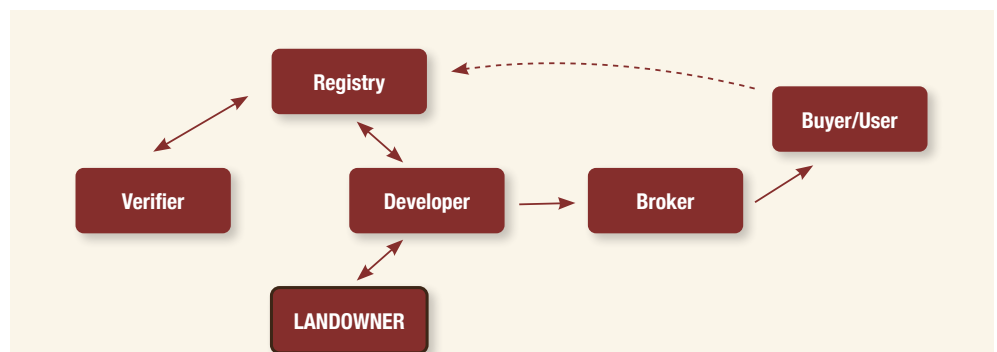 Registry
Buyer/User
Verifier
Developer
Broker
LANDOWNER